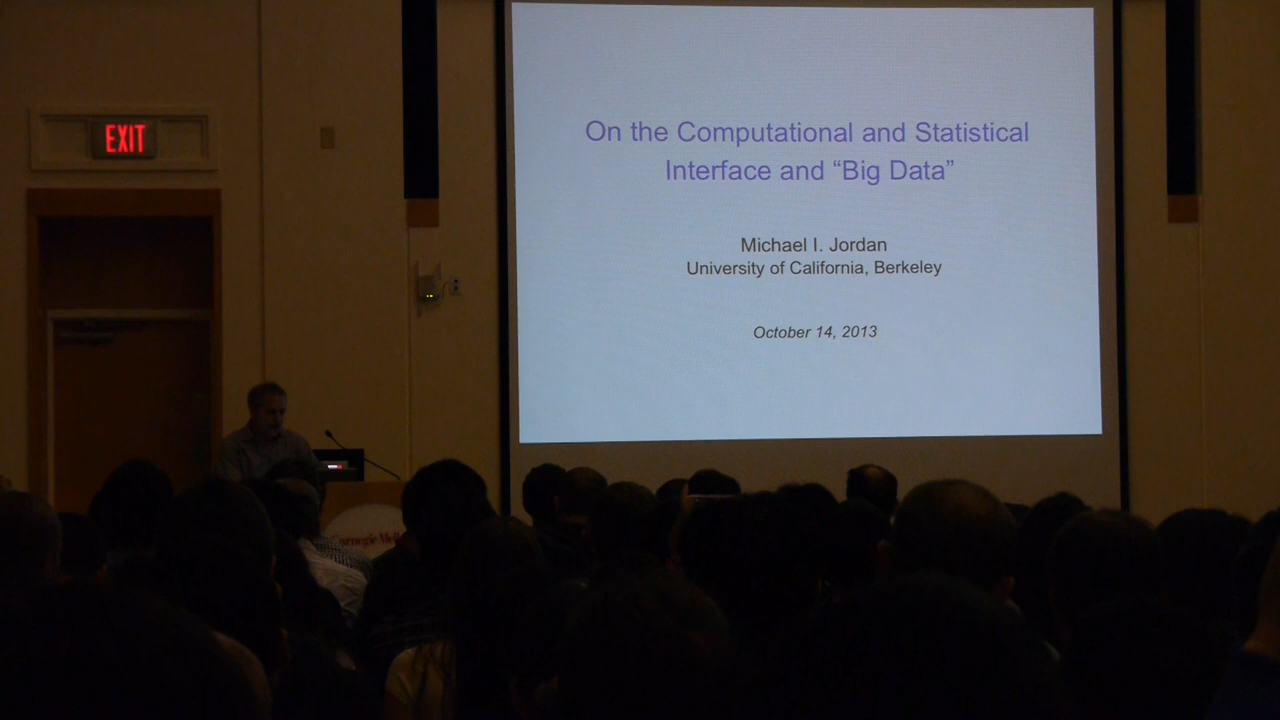 EXIT
On the Computational and Statistical
Interface and “Big Data”
Michael I. Jordan
University of California, Berkeley
October 14, 2013
Carnegie